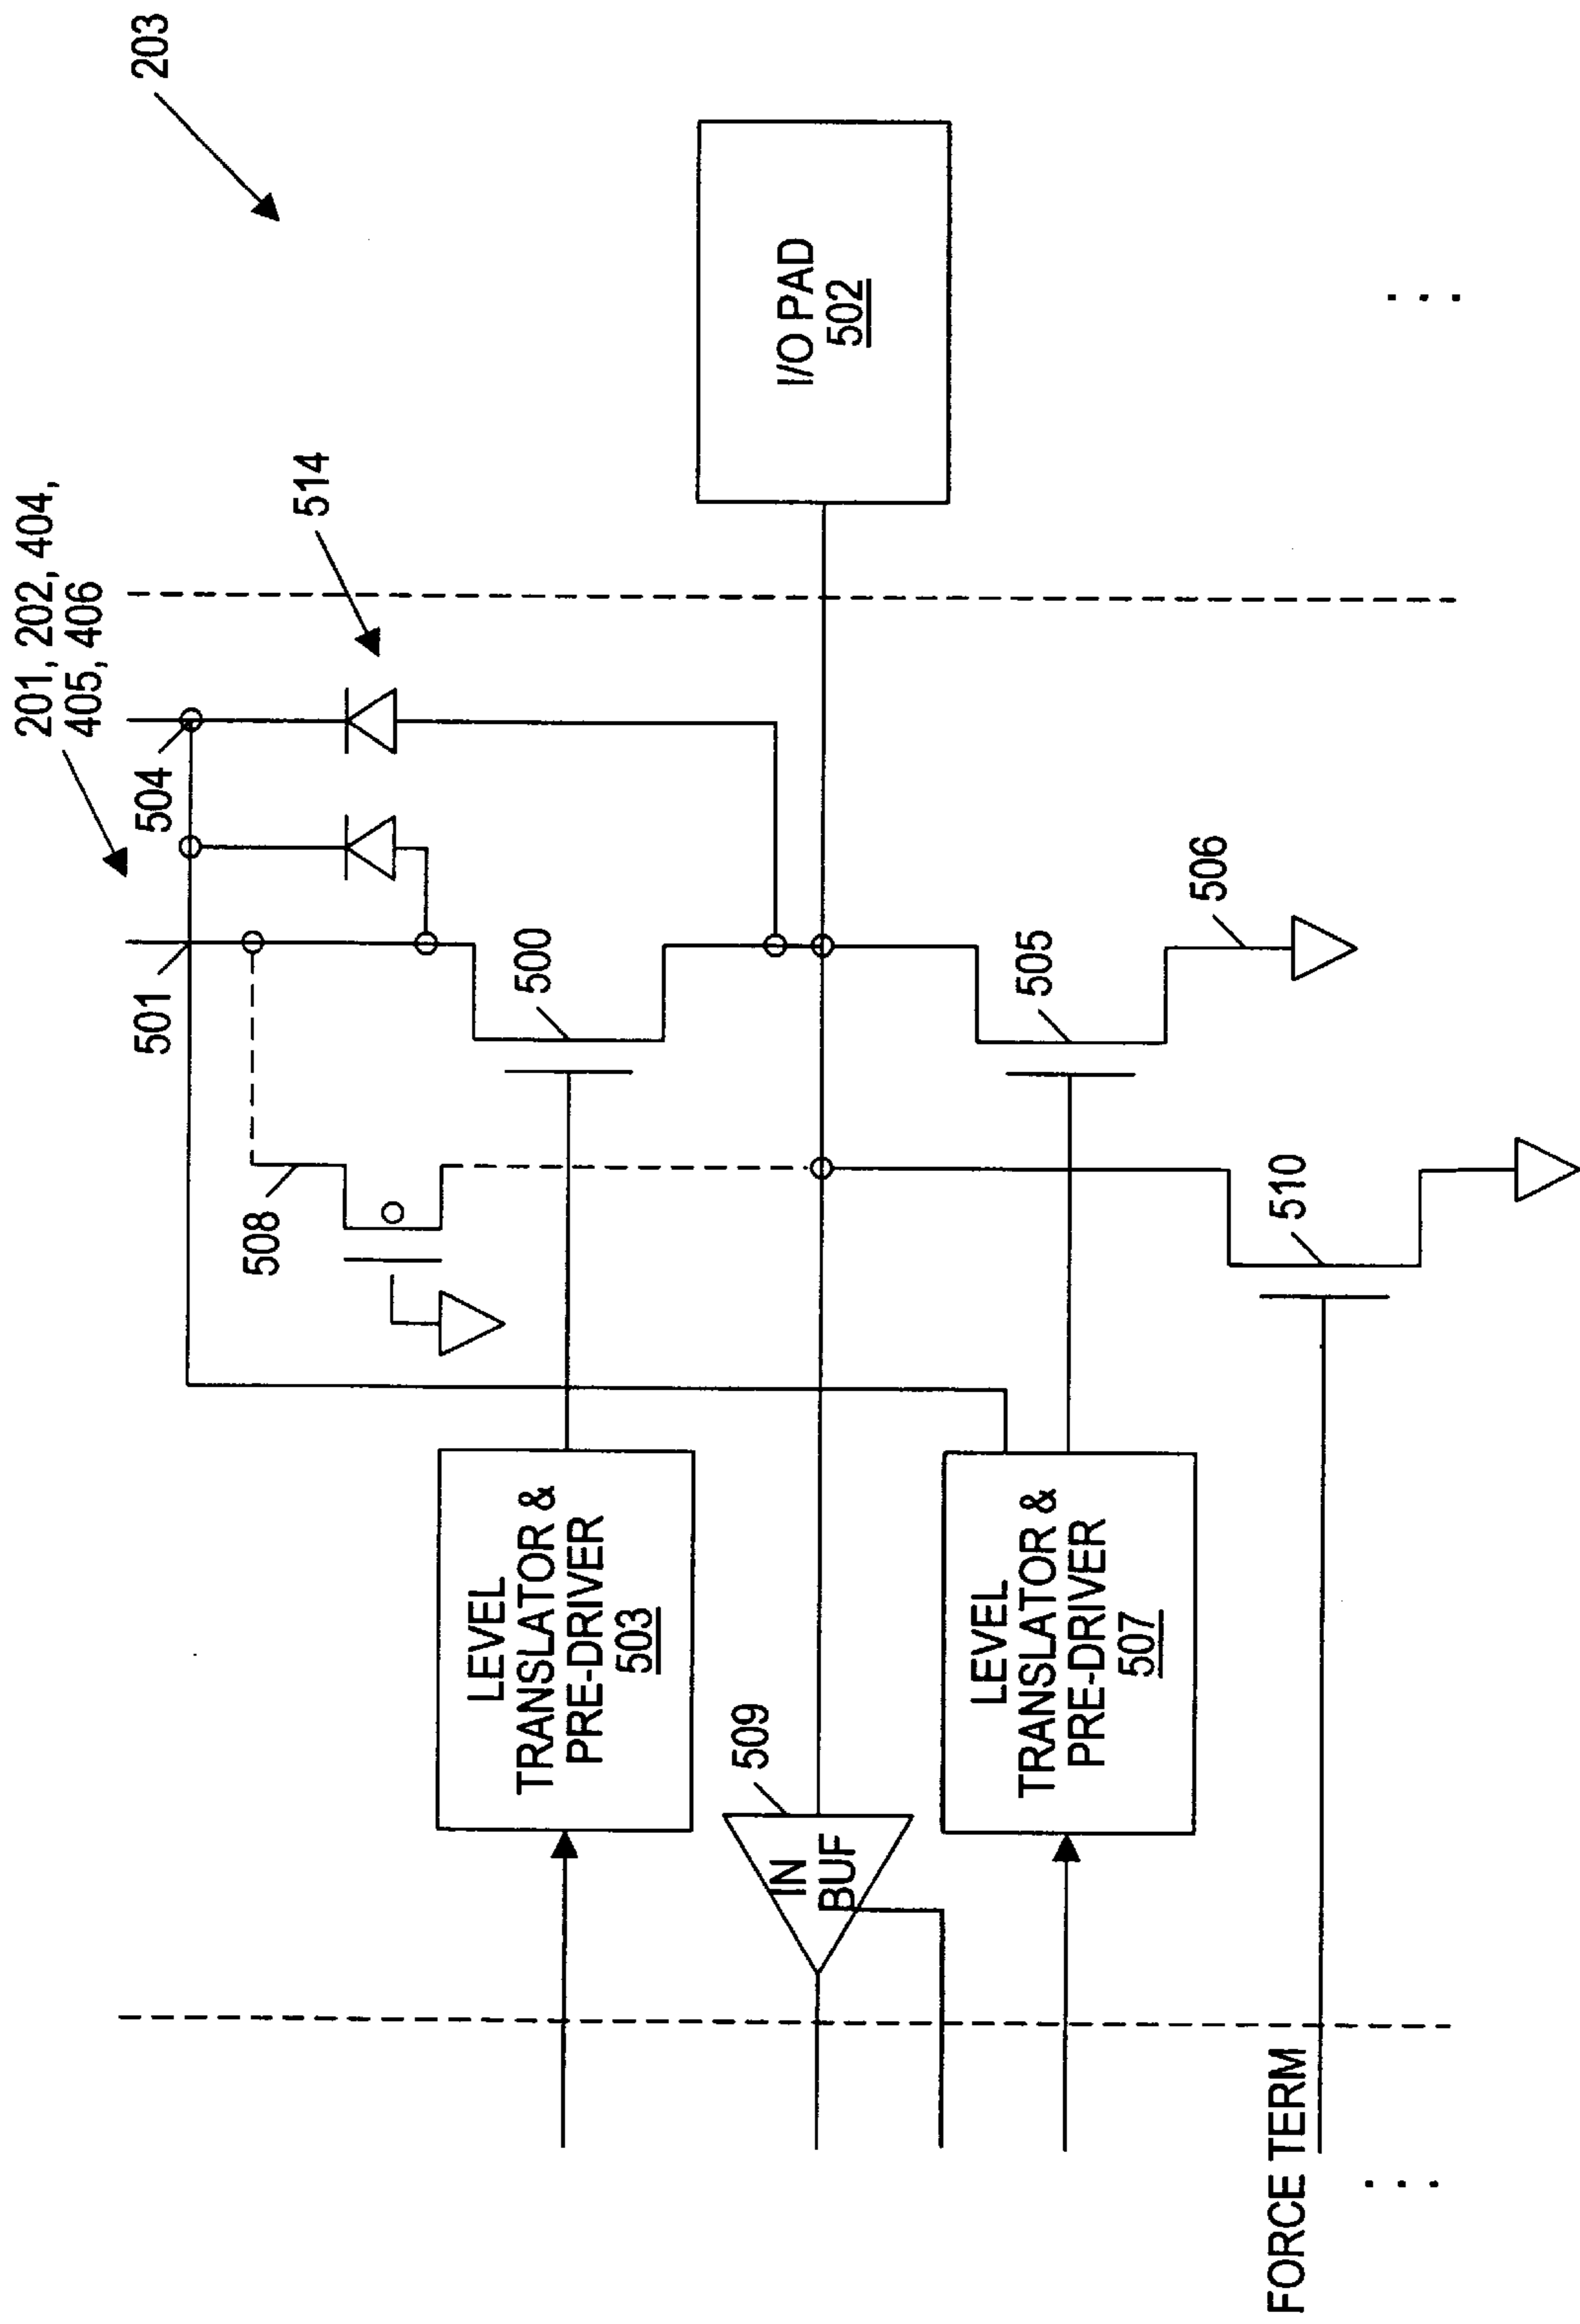 203
201, 202, 404,
405, 406
514
504
501
I/O PAD
502
500
508
506
505
510
LEVEL
TRANSLATOR &
PRE-DRIVER
503
509
IN
BUF
LEVEL
TRANSLATOR &
PRE-DRIVER
507
FORCE TERM
. . .
. . .